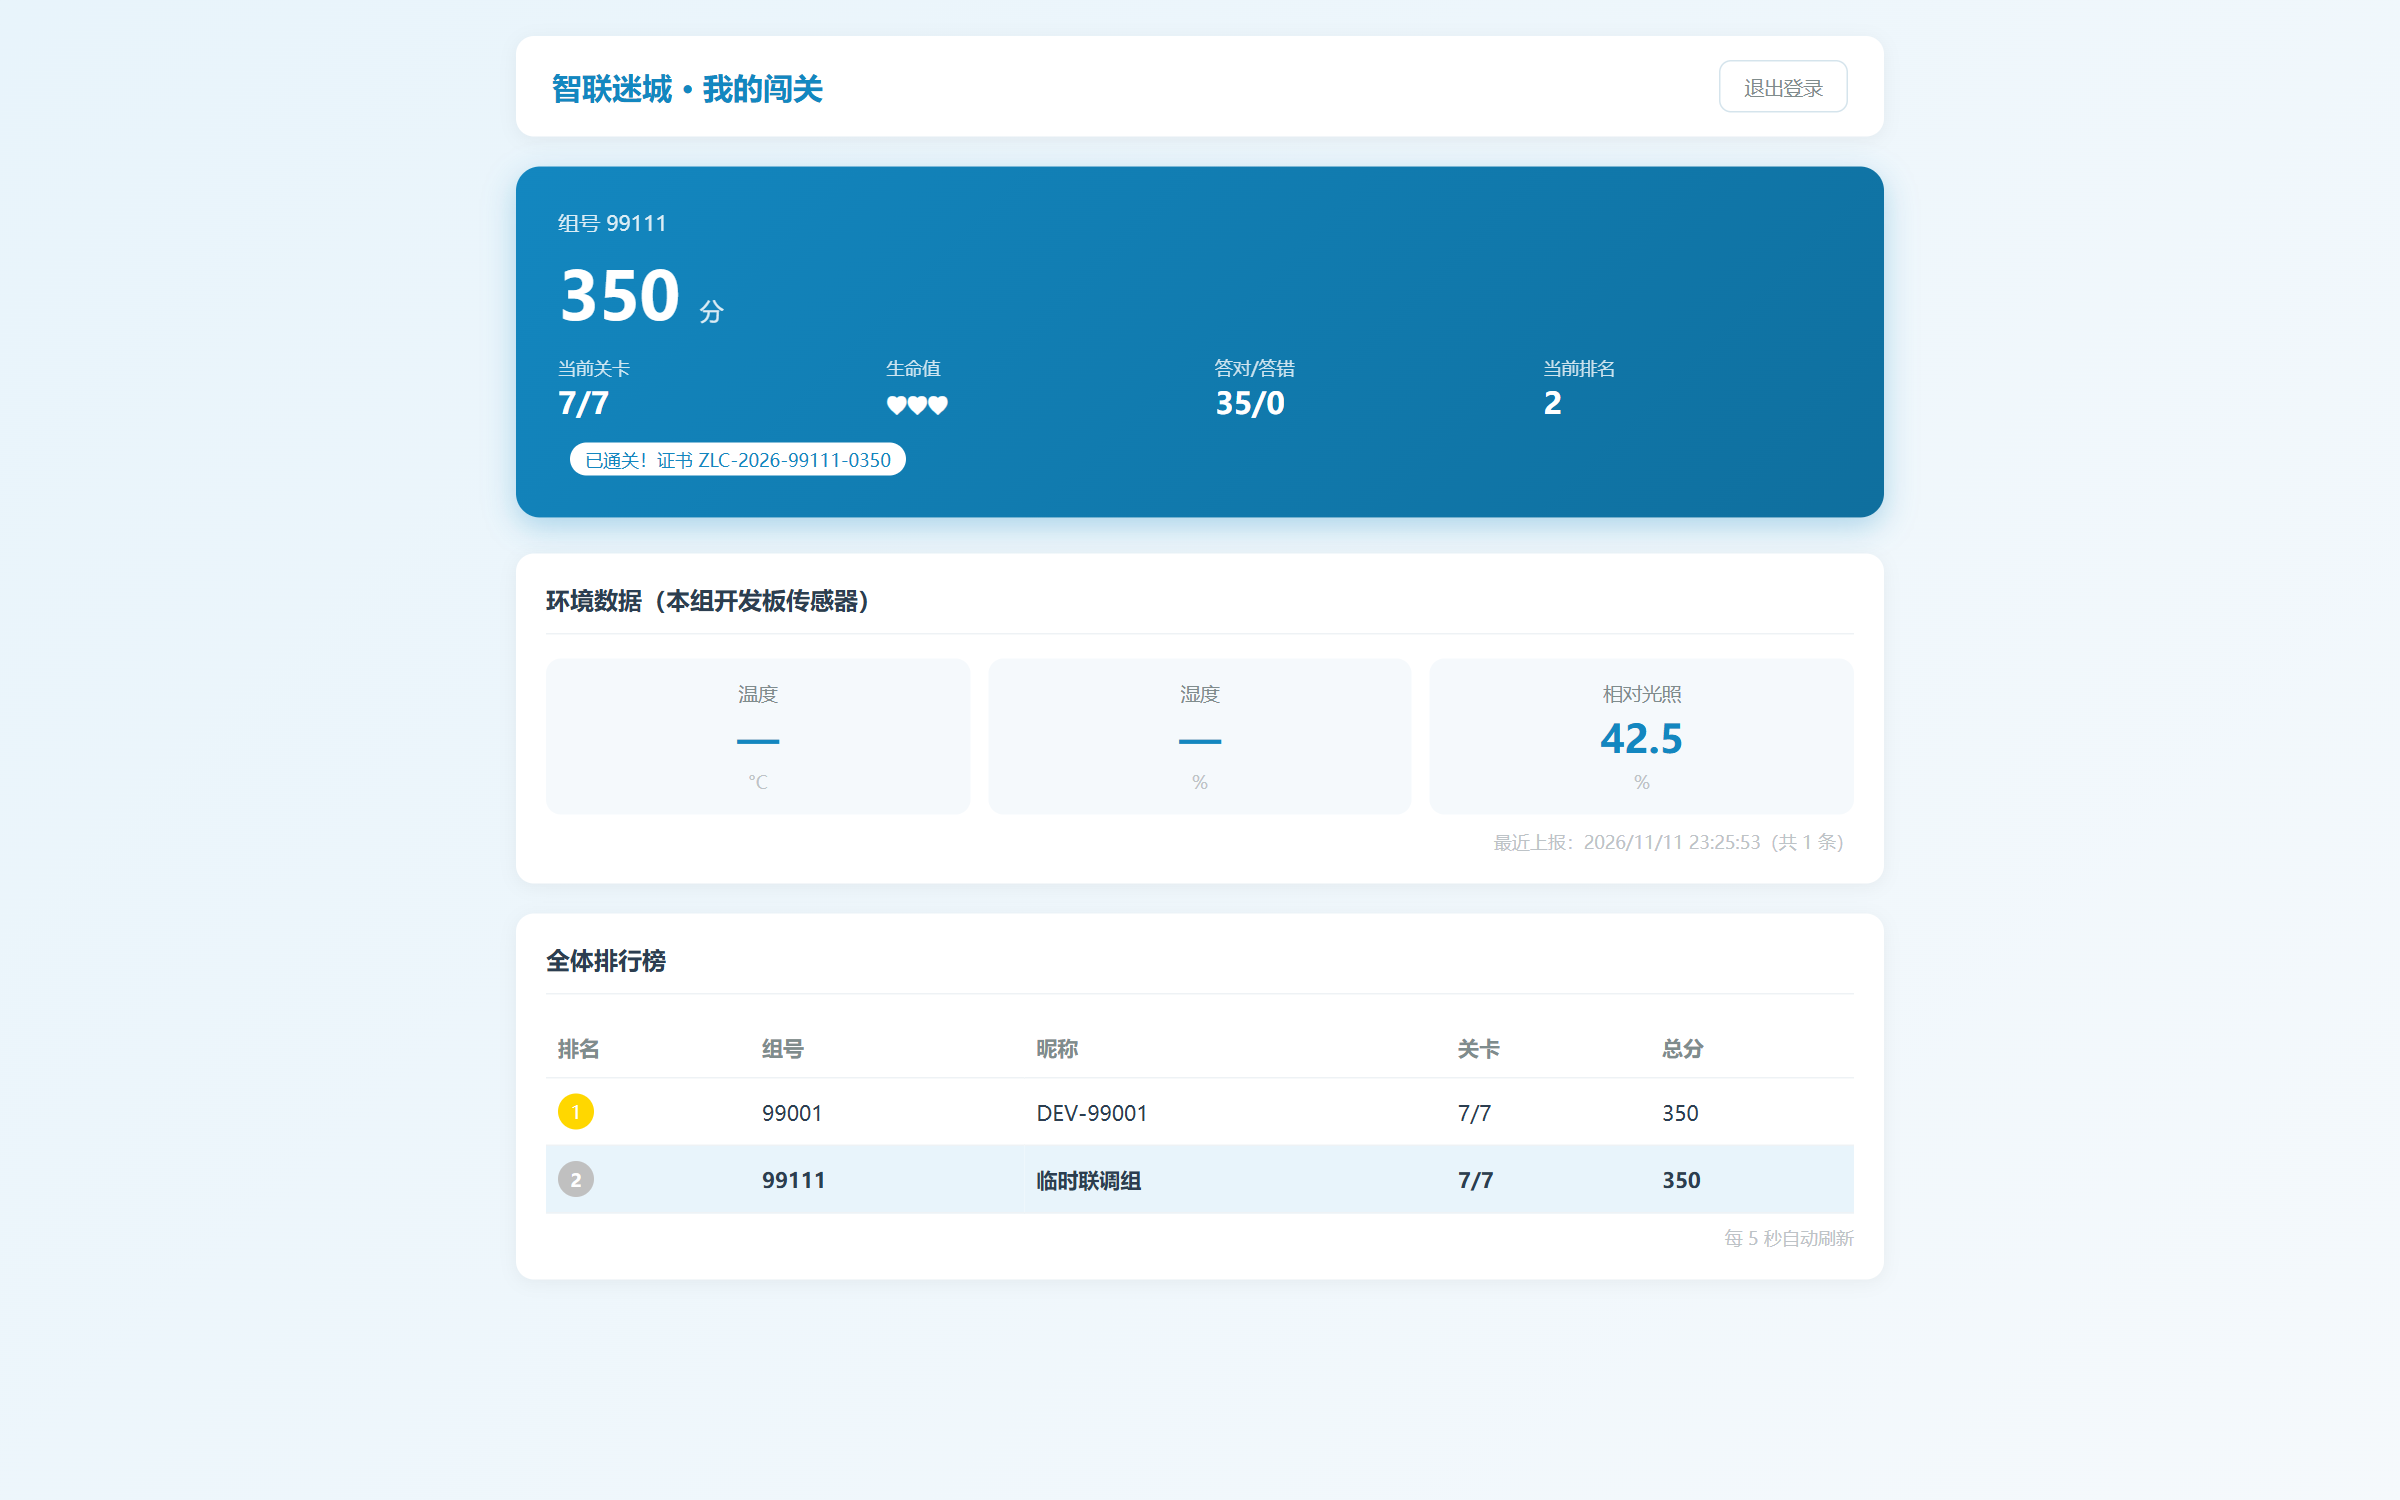 智联迷城·我的闯关
退出登录
组号 99111
350 分
当前关卡 生命值 答对/答错 当前排名
7/7 ♥♥♥ 35/0 2
已通关！证书 ZLC-2026-99111-0350
环境数据（本组开发板传感器）
温度 湿度 相对光照
— — 42.5
°C % %
最近上报：2026/11/11 23:25:53（共 1 条）
全体排行榜
排名 组号 昵称 关卡 总分
1 99001 DEV-99001 7/7 350
2 99111 临时联调组 7/7 350
每 5 秒自动刷新